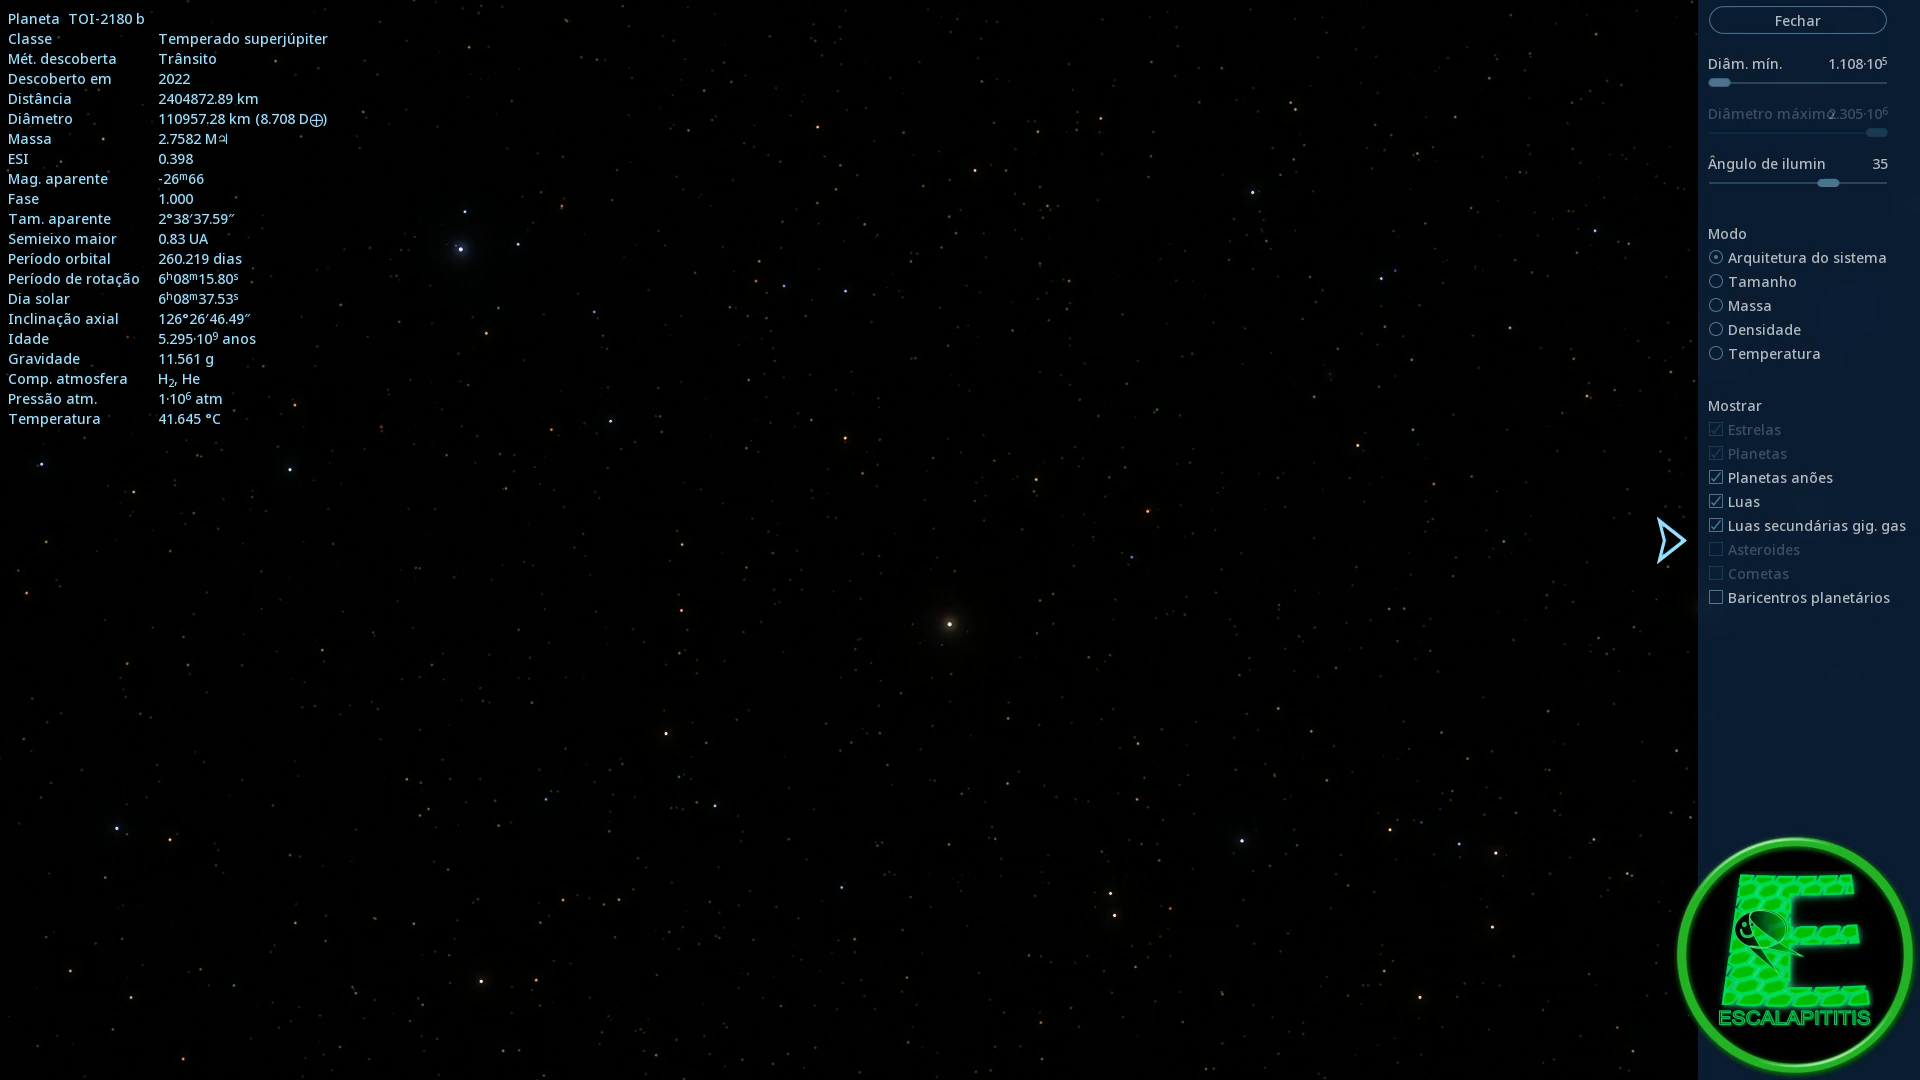 Planeta TOI-2180 b
Classe Temperado superjúpiter
Mét. descoberta Trânsito
Descoberto em 2022
Distância 2404872.89 km
Diâmetro 110957.28 km (8.708 D⊕)
Massa 2.7582 M♃
ESI 0.398
Mag. aparente -26ᵐ66
Fase 1.000
Tam. aparente 2°38′37.59″
Semieixo maior 0.83 UA
Período orbital 260.219 dias
Período de rotação 6ʰ08ᵐ15.80ˢ
Dia solar 6ʰ08ᵐ37.53ˢ
Inclinação axial 126°26′46.49″
Idade 5.295·10⁹ anos
Gravidade 11.561 g
Comp. atmosfera H₂, He
Pressão atm. 1·10⁶ atm
Temperatura 41.645 °C
Fechar
Diâm. mín. 1.108·10⁵
Diâmetro máximo 2.305·10⁶
Ângulo de ilumin 35
Modo
Arquitetura do sistema
Tamanho
Massa
Densidade
Temperatura
Mostrar
Estrelas
Planetas
Planetas anões
Luas
Luas secundárias gig. gas
Asteroides
Cometas
Baricentros planetários
E
ESCALAPITITIS